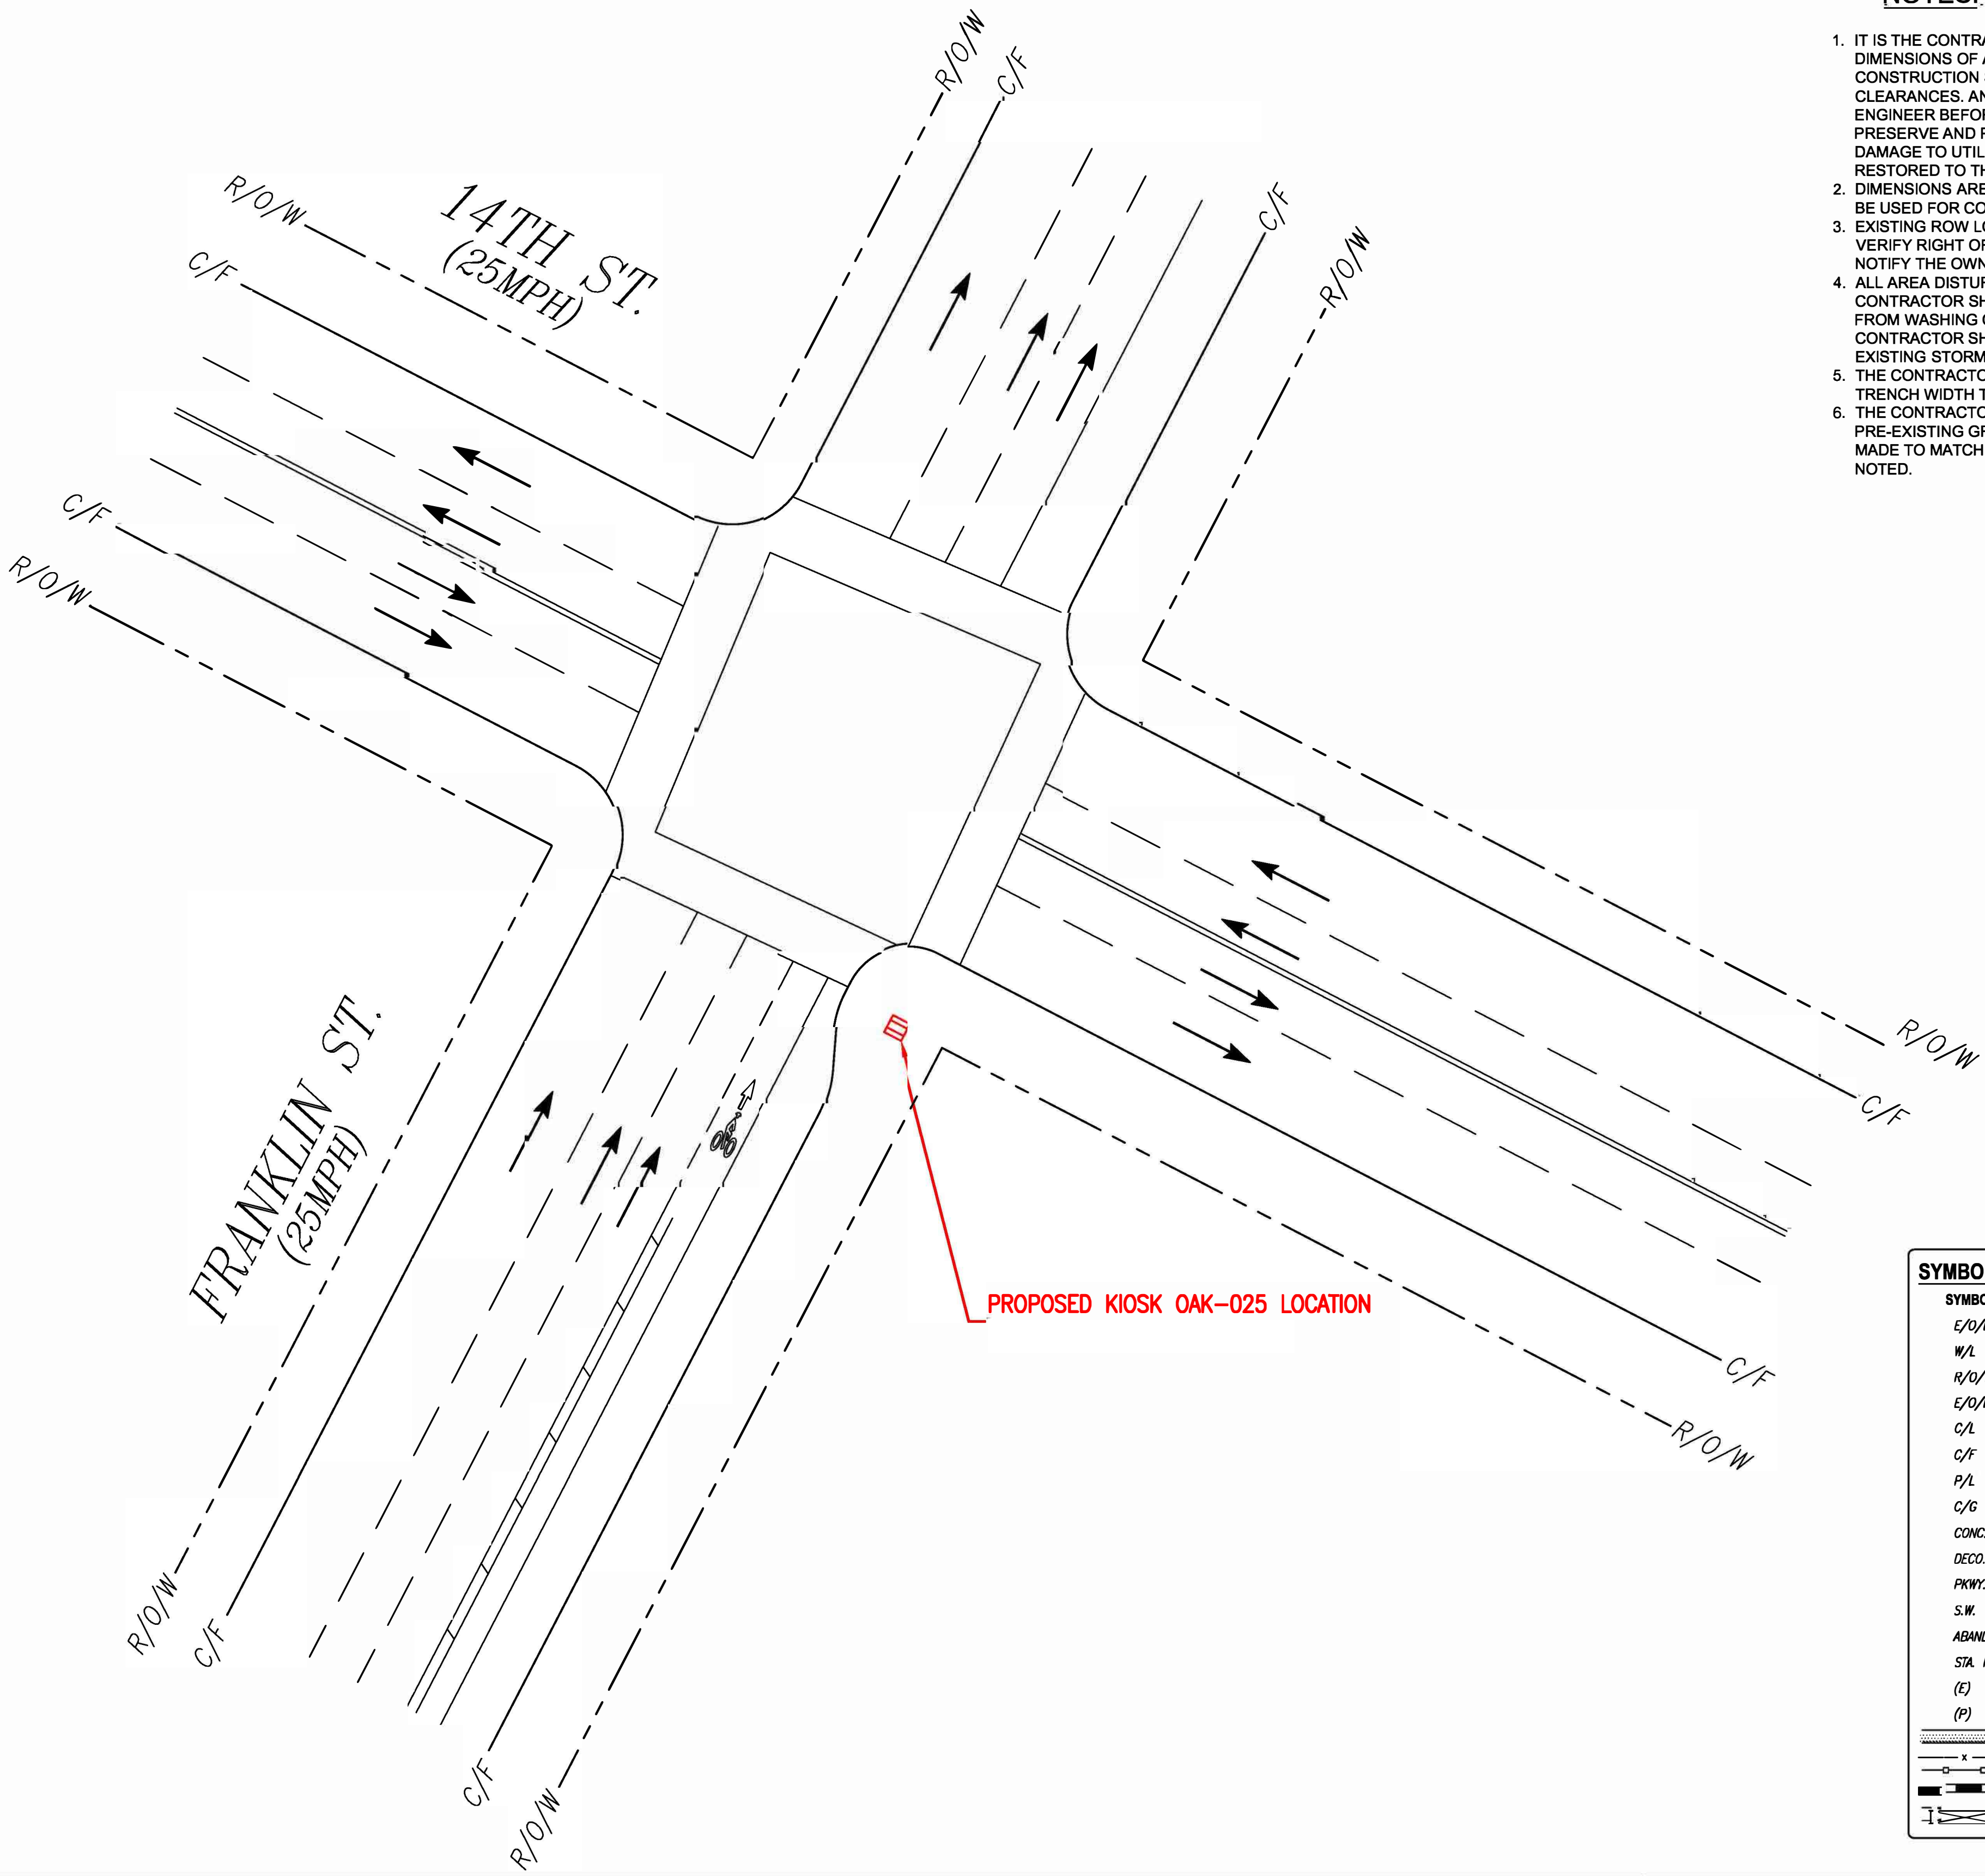 NOTES:
1. IT IS THE CONTRA
DIMENSIONS OF A
CONSTRUCTION
CLEARANCES. AN
ENGINEER BEFOR
PRESERVE AND
DAMAGE TO UTIL
RESTORED TO TH
2. DIMENSIONS ARE
BE USED FOR CO
3. EXISTING ROW LO
VERIFY RIGHT OF
NOTIFY THE OWN
4. ALL AREA DISTUR
CONTRACTOR SH
FROM WASHING
CONTRACTOR SH
EXISTING STORM
5. THE CONTRACTO
TRENCH WIDTH T
6. THE CONTRACTO
PRE-EXISTING GR
MADE TO MATCH
NOTED.
R/O/W
C/F
C/F
R/O/W
R/O/W
C/F
14TH ST.
(25MPH)
C/F
R/O/W
FRANKLIN ST.
(25MPH)
R/O/W
C/F
PROPOSED KIOSK OAK-025 LOCATION
C/F
R/O/W
R/O/W
C/F
C/F
R/O/W
SYMBO
SYMBO
E/O/
W/L
R/O/
E/O/
C/L
C/F
P/L
C/G
CONC.
DECO.
PKWY.
S.W.
ABAND
STA.
(E)
(P)
X